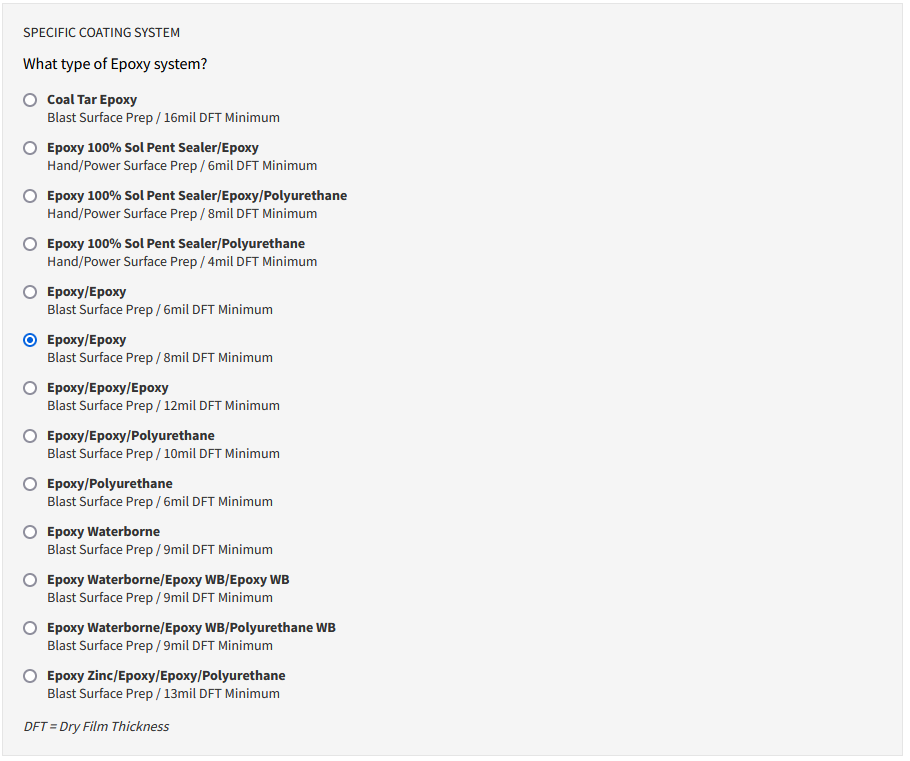 SPECIFIC COATING SYSTEM
What type of Epoxy system?
Coal Tar Epoxy
Blast Surface Prep / 16mil DFT Minimum
Epoxy 100% Sol Pent Sealer/Epoxy
Hand/Power Surface Prep / 6mil DFT Minimum
Epoxy 100% Sol Pent Sealer/Epoxy/Polyurethane
Hand/Power Surface Prep / 8mil DFT Minimum
Epoxy 100% Sol Pent Sealer/Polyurethane
Hand/Power Surface Prep / 4mil DFT Minimum
Epoxy/Epoxy
Blast Surface Prep / 6mil DFT Minimum
Epoxy/Epoxy
Blast Surface Prep / 8mil DFT Minimum
Epoxy/Epoxy/Epoxy
Blast Surface Prep / 12mil DFT Minimum
Epoxy/Epoxy/Polyurethane
Blast Surface Prep / 10mil DFT Minimum
Epoxy/Polyurethane
Blast Surface Prep / 6mil DFT Minimum
Epoxy Waterborne
Blast Surface Prep / 9mil DFT Minimum
Epoxy Waterborne/Epoxy WB/Epoxy WB
Blast Surface Prep / 9mil DFT Minimum
Epoxy Waterborne/Epoxy WB/Polyurethane WB
Blast Surface Prep / 9mil DFT Minimum
Epoxy Zinc/Epoxy/Epoxy/Polyurethane
Blast Surface Prep / 13mil DFT Minimum
DFT = Dry Film Thickness